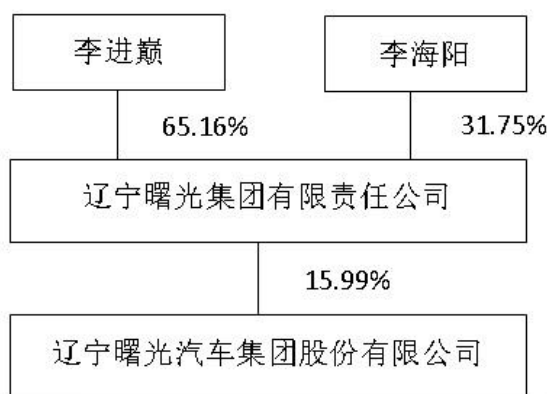 李进巅
李海阳
65.16%
31.75%
辽宁曙光集团有限责任公司
15.99%
辽宁曙光汽车集团股份有限公司